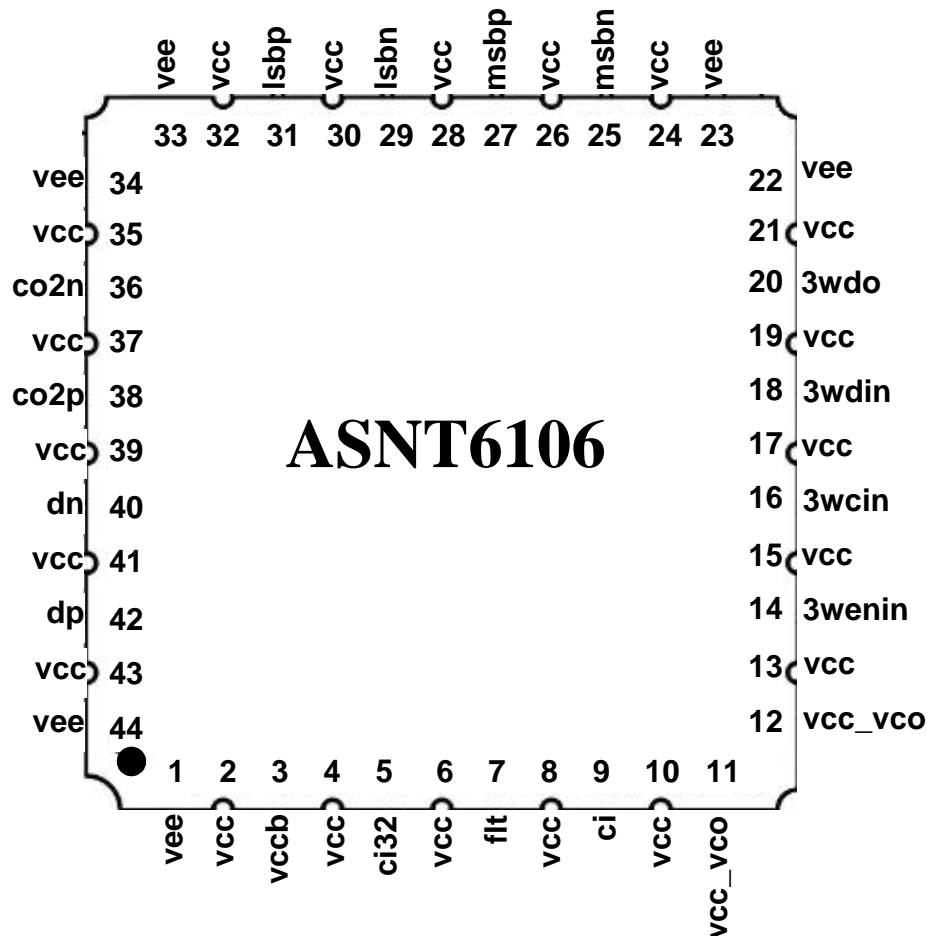 vee vcc lsbp vcc lsbn vcc msbp vcc msbn vcc vee
33 32 31 30 29 28 27 26 25 24 23
vee 34 22 vee
vcc 35 21 vcc
co2n 36 20 3wdo
vcc 37 19 vcc
co2p 38 18 3wdin
ASNT6106
vcc 39 17 vcc
dn 40 16 3wcin
vcc 41 15 vcc
dp 42 14 3wenin
vcc 43 13 vcc
vee 44 12 vcc_vco
1 2 3 4 5 6 7 8 9 10 11
vee vcc vccb vcc ci32 vcc flt vcc ci vcc vcc_vco